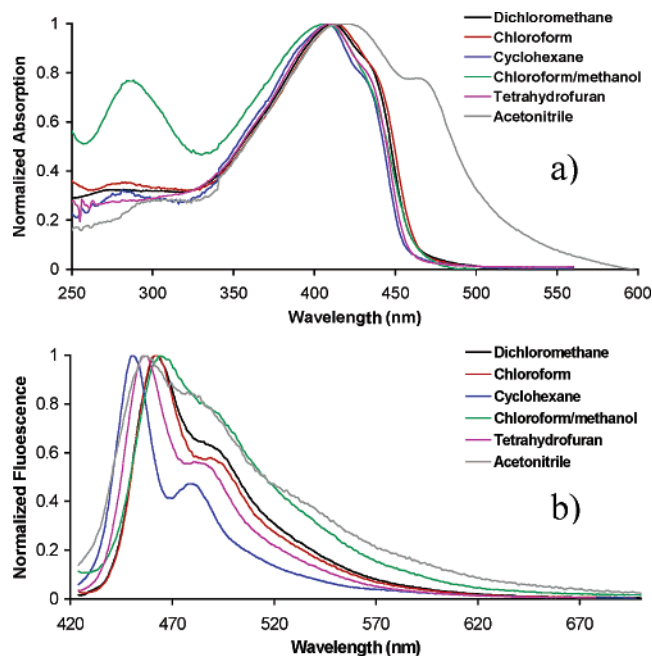 Dichloromethane
Chloroform
Cyclohexane
Chloroform/methanol
Tetrahydrofuran
Acetonitrile
a)
Normalized Absorption
1
0.8
0.6
0.4
0.2
0
250 300 350 400 450 500 550 600
Wavelength (nm)
Dichloromethane
Chloroform
Cyclohexane
Chloroform/methanol
Tetrahydrofuran
Acetonitrile
b)
Normalized Fluoescence
1
0.8
0.6
0.4
0.2
0
420 470 520 570 620 670
Wavelength (nm)